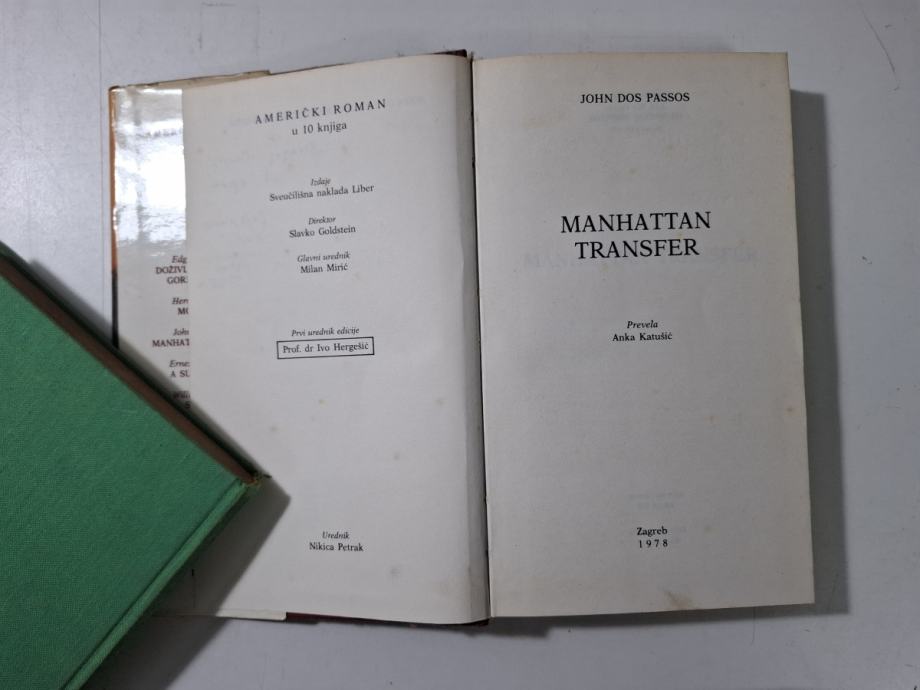 AMERIČKI ROMAN
u 10 knjiga
Izdaje
Sveučilišna naklada Liber
Direktor
Slavko Goldstein
Glavni urednik
Milan Mirić
Prvi urednik edicije
Prof. dr Ivo Hergešić
Urednik
Nikica Petrak
JOHN DOS PASSOS
MANHATTAN
TRANSFER
Prevela
Anka Katušić
Zagreb
1978